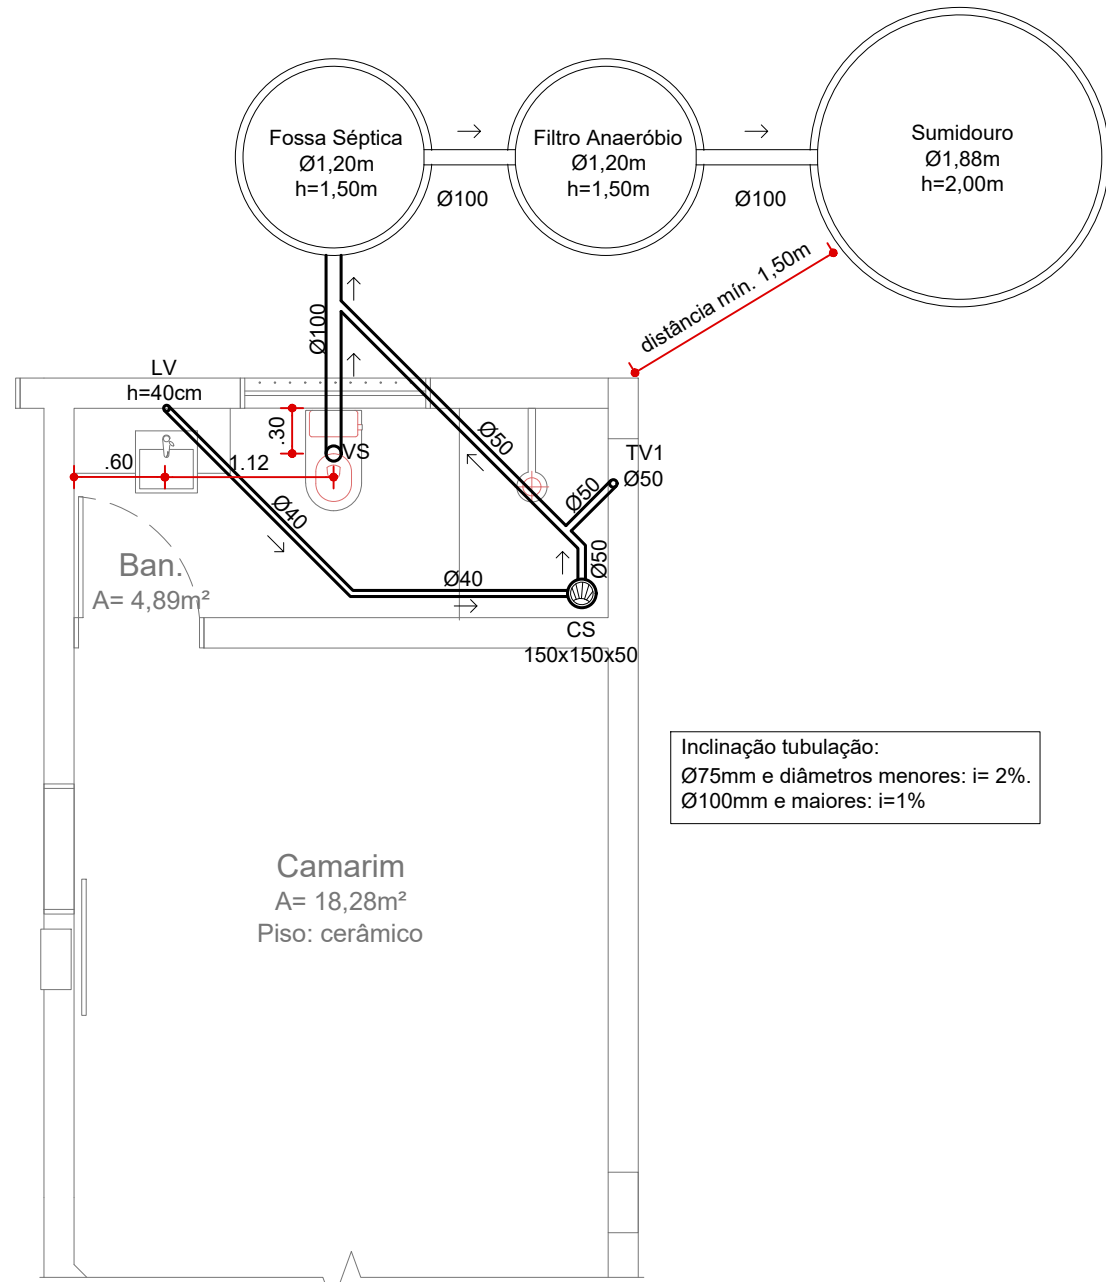 Fossa Séptica
Ø1,20m
h=1,50m
Filtro Anaeróbio
Ø1,20m
h=1,50m
Sumidouro
Ø1,88m
h=2,00m
Ø100
Ø100
distância mín. 1,50m
Ø100
LV
h=40cm
.30
VS
.60
1.12
Ø50
TV1
Ø50
Ø50
Ø40
Ø50
Ban.
A= 4,89m²
Ø40
CS
150x150x50
Inclinação tubulação:
Ø75mm e diâmetros menores: i= 2%.
Ø100mm e maiores: i=1%
Camarim
A= 18,28m²
Piso: cerâmico